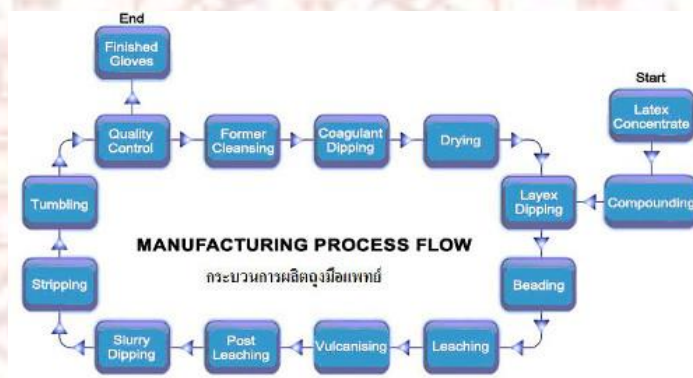 End
Finished
Gloves
Start
Latex
Concentrate
Quality
Control
Former
Cleansing
Coagulant
Dipping
Drying
Layex
Dipping
Compounding
Tumbling
MANUFACTURING PROCESS FLOW
กระบวนการผลิตถุงมือแพทย์
Stripping
Beading
Slurry
Dipping
Post
Leaching
Vulcanising
Leaching